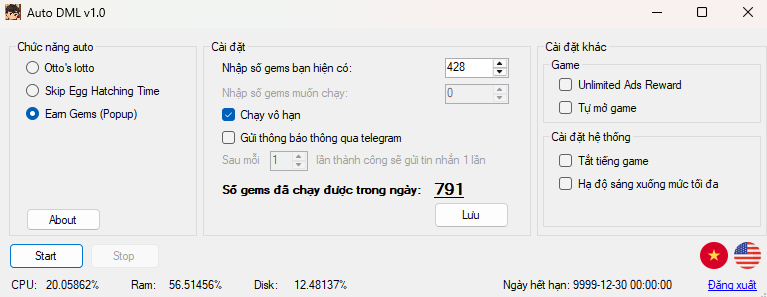 Auto DML v1.0
Chức năng auto
Otto's lotto
Skip Egg Hatching Time
Earn Gems (Popup)
About
Cài đặt
Nhập số gems bạn hiện có: 428
Nhập số gems muốn chạy: 0
Chạy vô hạn
Gửi thông báo thông qua telegram
Sau mỗi 1 lần thành công sẽ gửi tin nhắn 1 lần
Số gems đã chạy được trong ngày: 791
Lưu
Cài đặt khác
Game
Unlimited Ads Reward
Tự mở game
Cài đặt hệ thống
Tắt tiếng game
Hạ độ sáng xuống mức tối đa
Start Stop
CPU: 20.05862% Ram: 56.51456% Disk: 12.48137% Ngày hết hạn: 9999-12-30 00:00:00 Đăng xuất